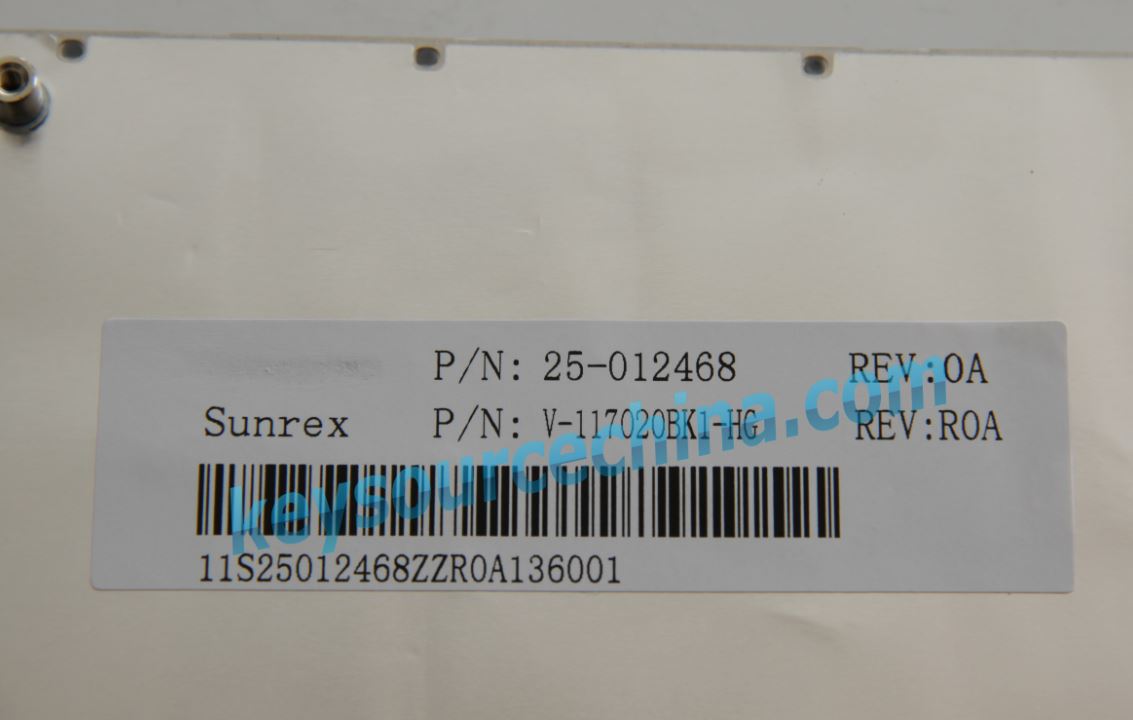 P/N: 25-012468 REV:0A
Sunrex P/N: V-117020BK1-HG REV:R0A
keysourcechina.com
11S25012468ZZR0A136001